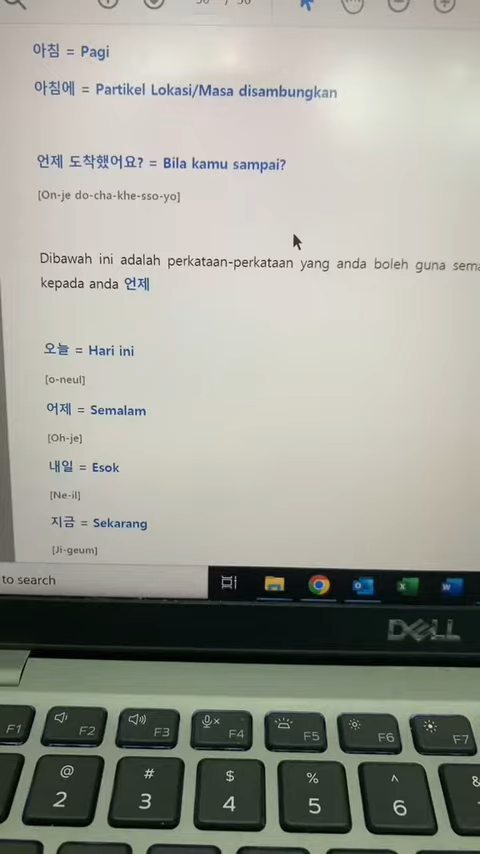 아침 = Pagi
아침에 = Partikel Lokasi/Masa disambungkan
언제 도착했어요? = Bila kamu sampai?
[On-je do-cha-khe-sso-yo]
Dibawah ini adalah perkataan-perkataan yang anda boleh guna
kepada anda 언제
오늘 = Hari ini
[o-neul]
어제 = Semalam
[Oh-je]
내일 = Esok
[Ne-il]
지금 = Sekarang
[Ji-geum]
to search
DELL
F1 F2 F3 F4 F5 F6 F7
@ # $ % ^ &
2 3 4 5 6